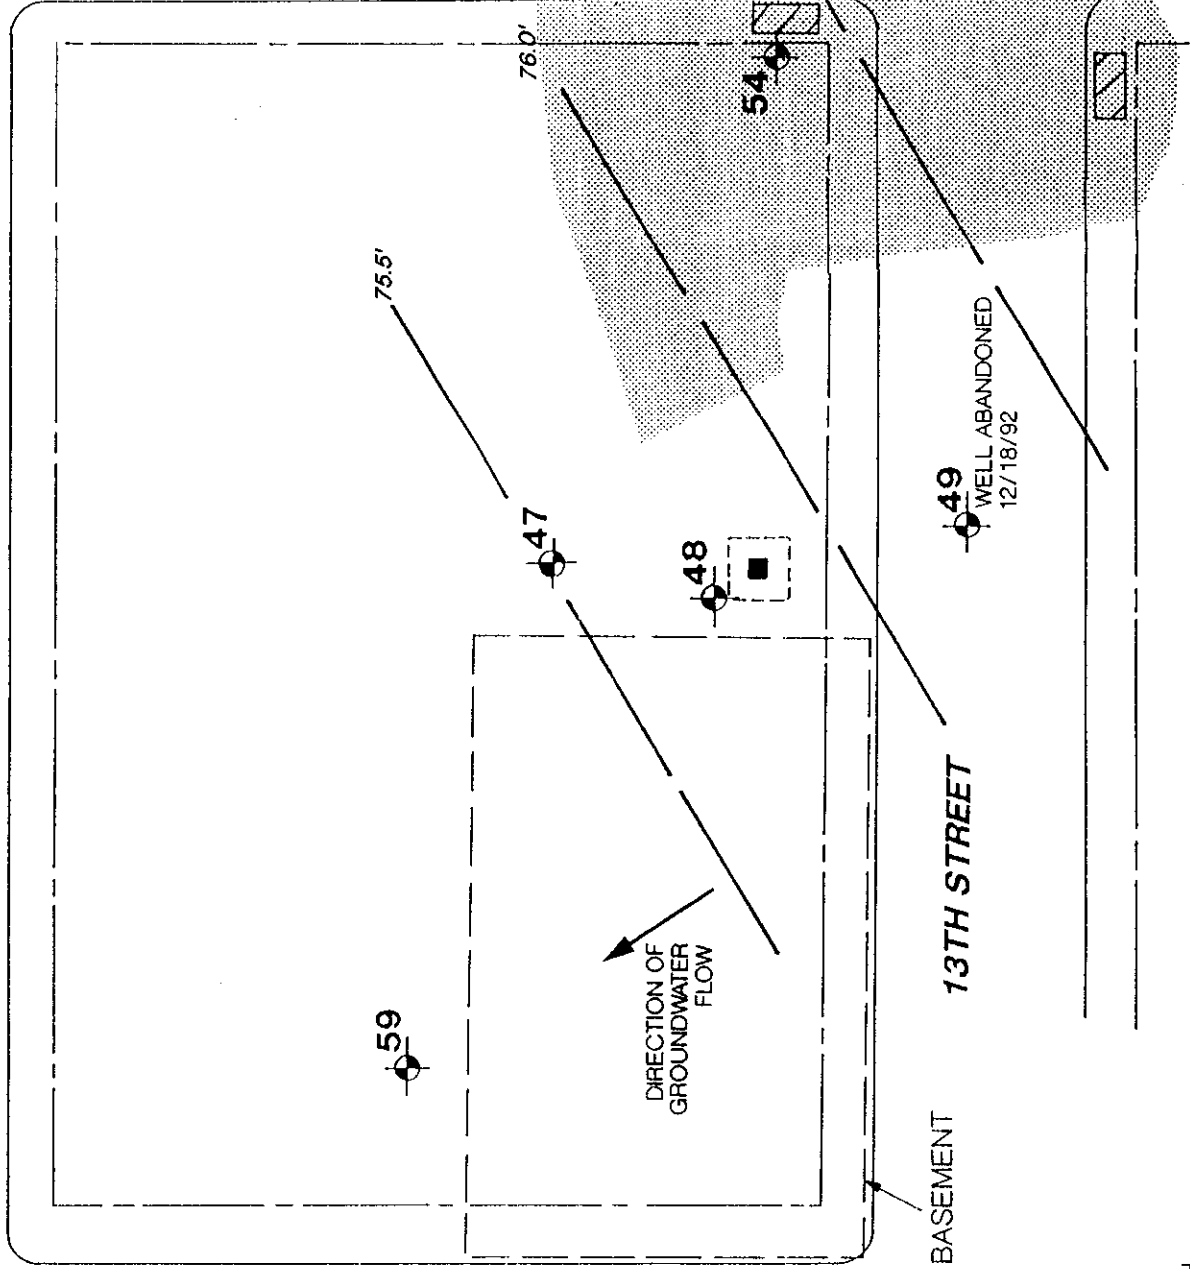 76.0'
54
75.5'
47
48
49
WELL ABANDONED
12/18/92
59
DIRECTION OF
GROUNDWATER
FLOW
13TH STREET
BASEMENT